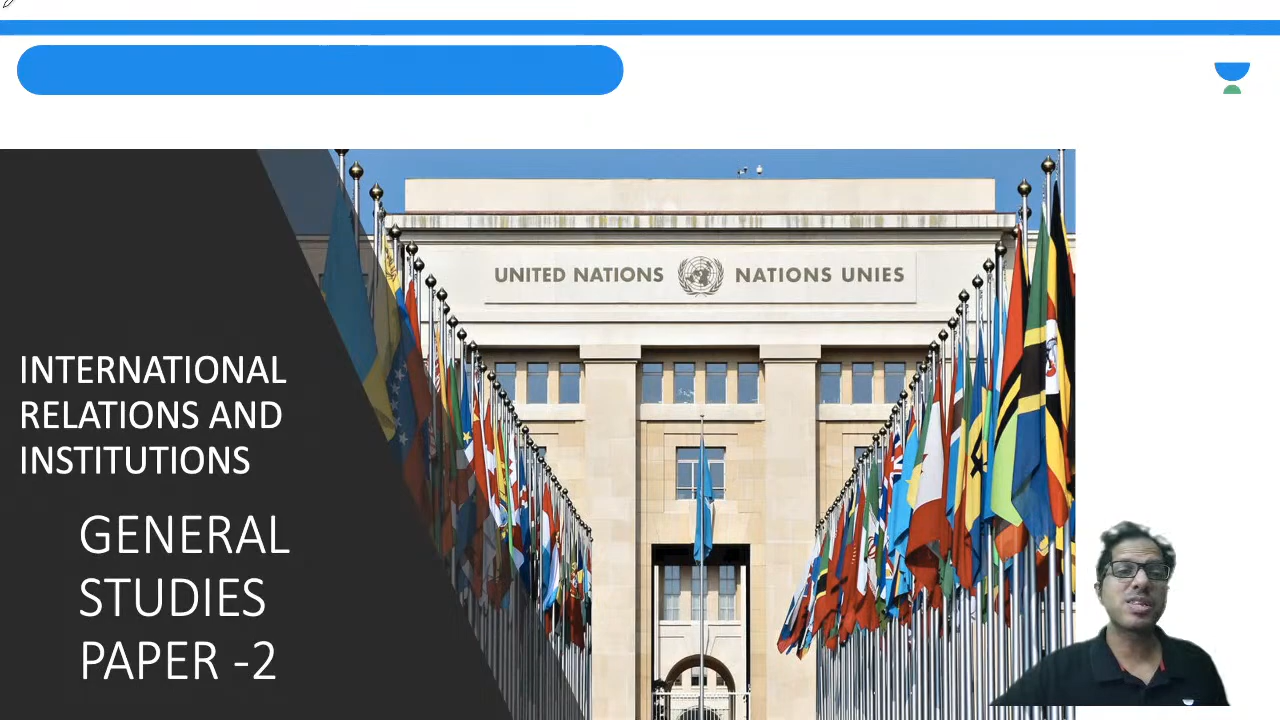 UNITED NATIONS NATIONS UNIES
INTERNATIONAL
RELATIONS AND
INSTITUTIONS
GENERAL
STUDIES
PAPER -2